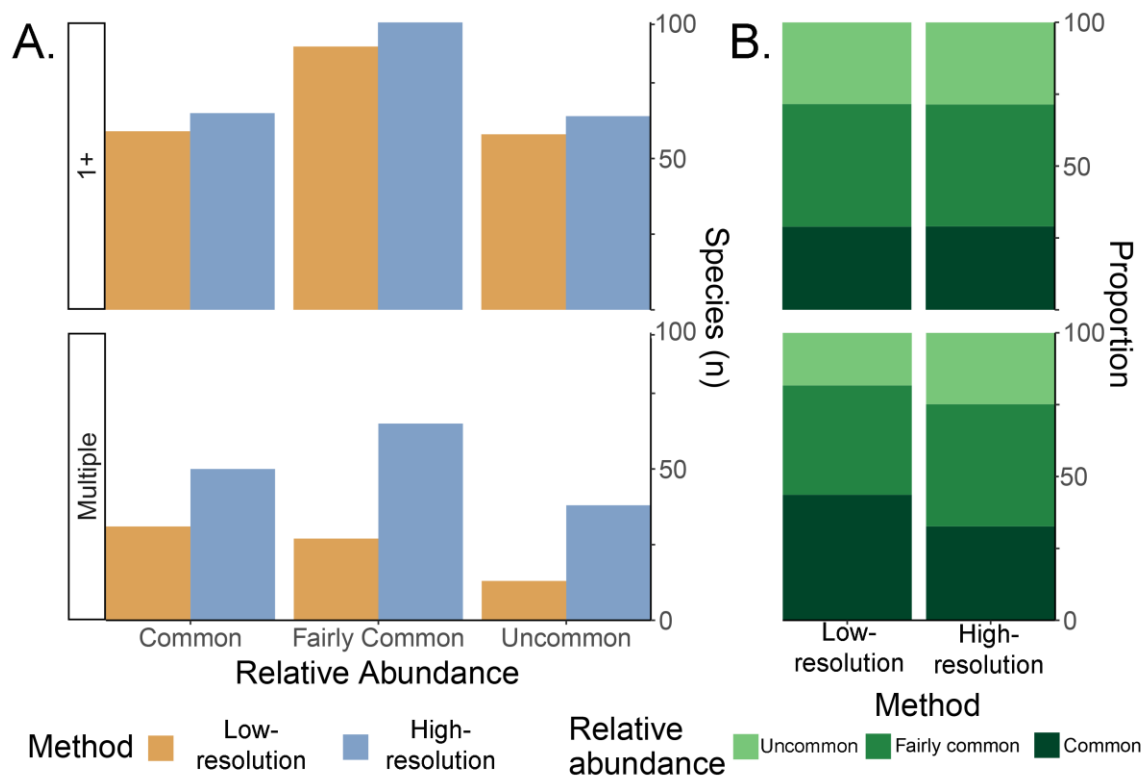 A.
1+
100
50
Species (n)
Multiple
100
50
0
Common
Fairly Common
Uncommon
Relative Abundance
B.
100
50
Proportion
100
50
0
Low-
resolution
High-
resolution
Method
Method
Low-
resolution
High-
resolution
Relative
abundance
Uncommon
Fairly common
Common